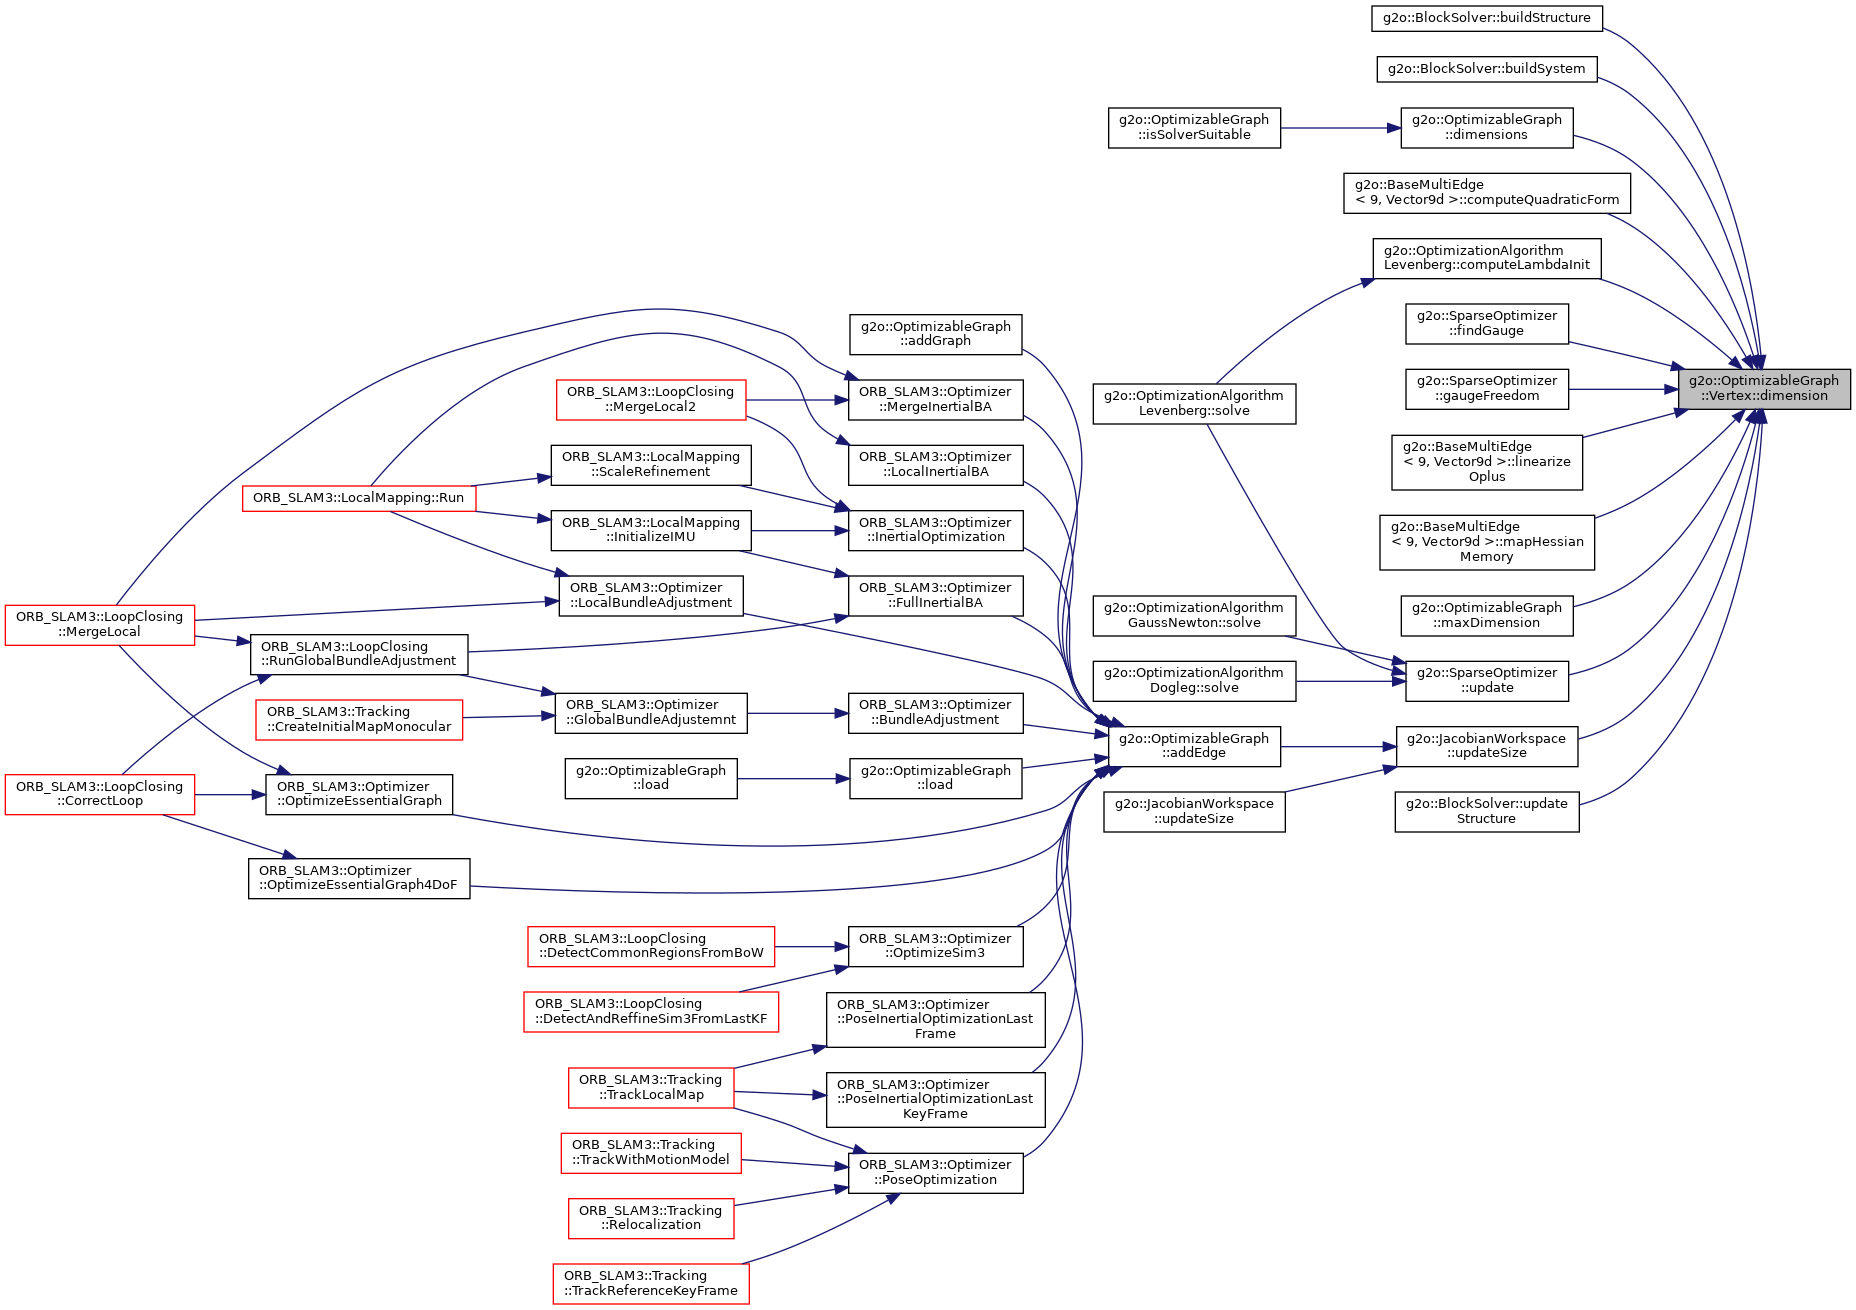 g2o::BlockSolver::buildStructure
g2o::BlockSolver::buildSystem
g2o::OptimizableGraph
::isSolverSuitable
g2o::OptimizableGraph
::dimensions
g2o::BaseMultiEdge
< 9, Vector9d >::computeQuadraticForm
g2o::OptimizationAlgorithm
Levenberg::computeLambdaInit
g2o::SparseOptimizer
::findGauge
g2o::OptimizableGraph
::addGraph
g2o::SparseOptimizer
::gaugeFreedom
g2o::OptimizableGraph
::Vertex::dimension
ORB_SLAM3::LoopClosing
::MergeLocal2
ORB_SLAM3::Optimizer
::MergeInertialBA
g2o::OptimizationAlgorithm
Levenberg::solve
g2o::BaseMultiEdge
< 9, Vector9d >::linearize
Oplus
ORB_SLAM3::LocalMapping
::ScaleRefinement
ORB_SLAM3::Optimizer
::LocalInertialBA
ORB_SLAM3::LocalMapping::Run
ORB_SLAM3::LocalMapping
::InitializeIMU
ORB_SLAM3::Optimizer
::InertialOptimization
g2o::BaseMultiEdge
< 9, Vector9d >::mapHessian
Memory
ORB_SLAM3::Optimizer
::LocalBundleAdjustment
ORB_SLAM3::Optimizer
::FullInertialBA
g2o::OptimizationAlgorithm
GaussNewton::solve
g2o::OptimizableGraph
::maxDimension
ORB_SLAM3::LoopClosing
::MergeLocal
ORB_SLAM3::LoopClosing
::RunGlobalBundleAdjustment
g2o::OptimizationAlgorithm
Dogleg::solve
g2o::SparseOptimizer
::update
ORB_SLAM3::Tracking
::CreateInitialMapMonocular
ORB_SLAM3::Optimizer
::GlobalBundleAdjustemnt
ORB_SLAM3::Optimizer
::BundleAdjustment
g2o::OptimizableGraph
::addEdge
g2o::JacobianWorkspace
::updateSize
g2o::OptimizableGraph
::load
g2o::OptimizableGraph
::load
ORB_SLAM3::LoopClosing
::CorrectLoop
ORB_SLAM3::Optimizer
::OptimizeEssentialGraph
g2o::JacobianWorkspace
::updateSize
g2o::BlockSolver::update
Structure
ORB_SLAM3::Optimizer
::OptimizeEssentialGraph4DoF
ORB_SLAM3::LoopClosing
::DetectCommonRegionsFromBoW
ORB_SLAM3::Optimizer
::OptimizeSim3
ORB_SLAM3::LoopClosing
::DetectAndReffineSim3FromLastKF
ORB_SLAM3::Optimizer
::PoseInertialOptimizationLast
Frame
ORB_SLAM3::Tracking
::TrackLocalMap
ORB_SLAM3::Optimizer
::PoseInertialOptimizationLast
KeyFrame
ORB_SLAM3::Tracking
::TrackWithMotionModel
ORB_SLAM3::Optimizer
::PoseOptimization
ORB_SLAM3::Tracking
::Relocalization
ORB_SLAM3::Tracking
::TrackReferenceKeyFrame